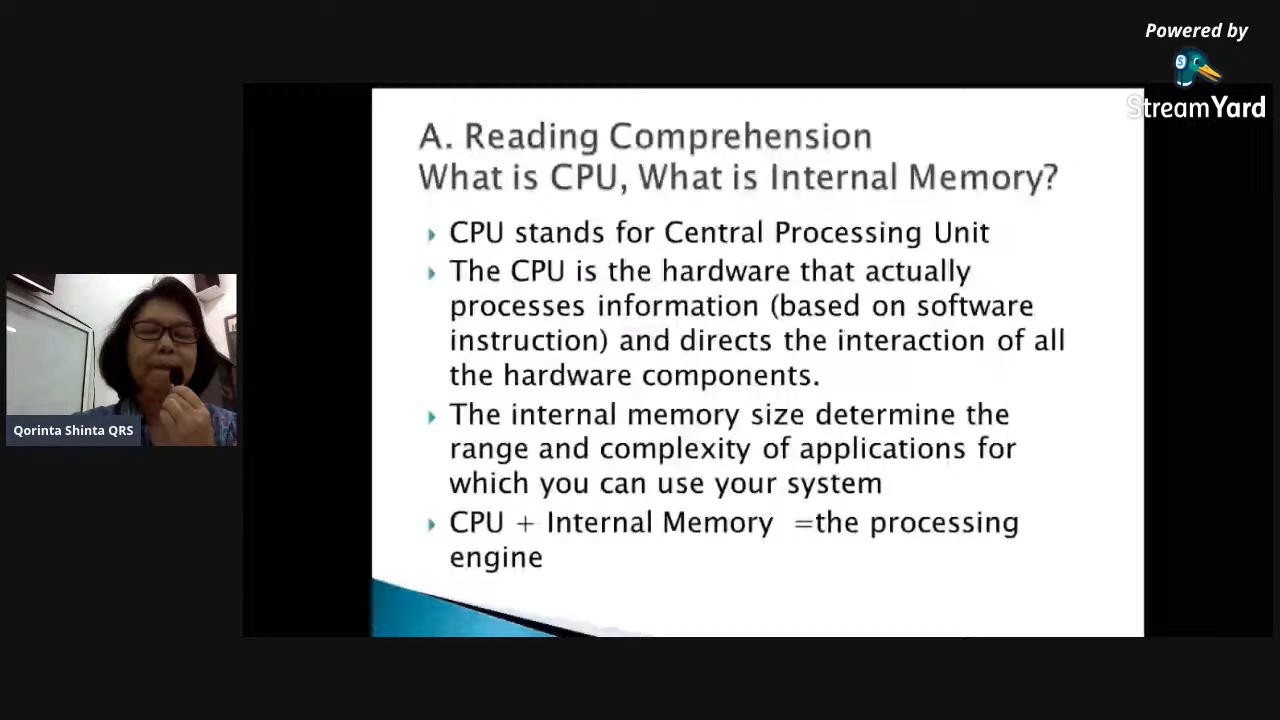 Powered by
StreamYard
A. Reading Comprehension
What is CPU, What is Internal Memory?
CPU stands for Central Processing Unit
The CPU is the hardware that actually
processes information (based on software
instruction) and directs the interaction of all
the hardware components.
The internal memory size determine the
range and complexity of applications for
which you can use your system
CPU + Internal Memory =the processing
engine
Qorinta Shinta QRS